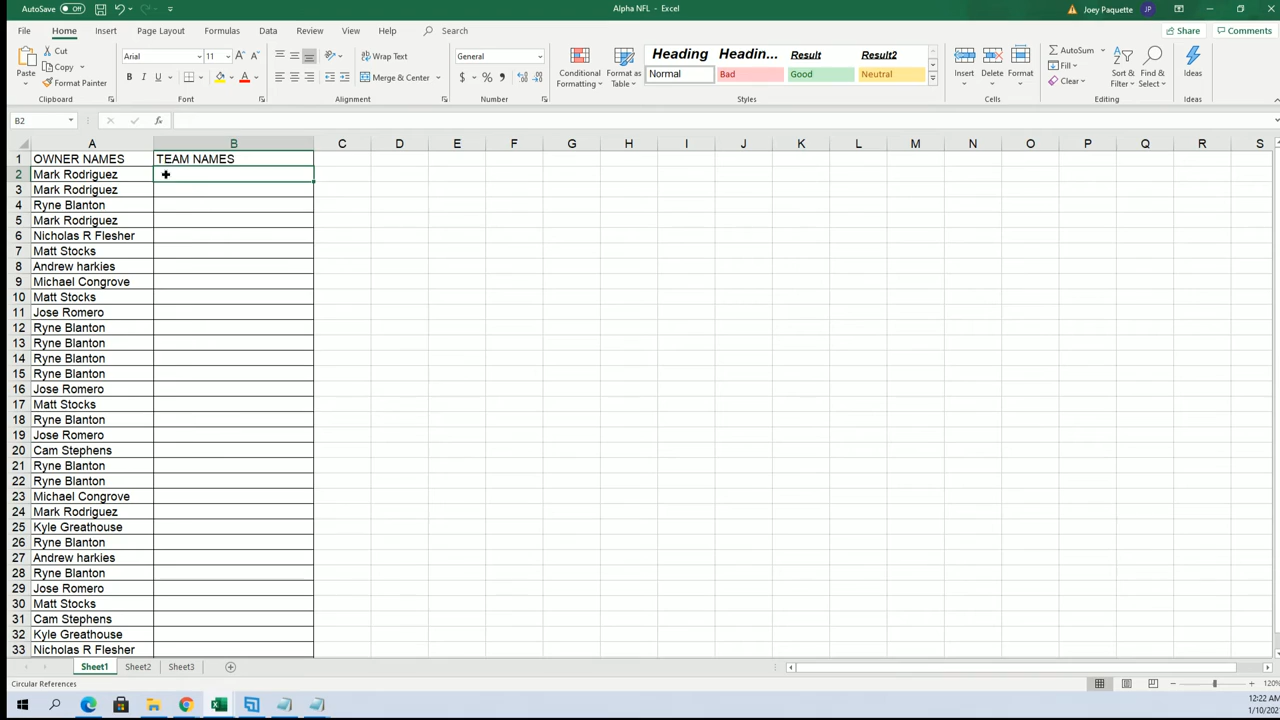 AutoSave Off
Alpha NFL - Excel
Joey Paquette JP
File Home Insert Page Layout Formulas Data Review View Help Search
Share Comments
Paste
Cut
Copy
Format Painter
Clipboard
Arial 11 A A
B I U A
Font
ab Wrap Text
Merge & Center
Alignment
General
$ % 9
Number
Conditional Formatting
Format as Table
Heading Headin... Result Result2
Normal Bad Good Neutral
Styles
Insert Delete Format
Cells
AutoSum
Fill
Clear
Sort & Filter
Find & Select
Editing
Ideas
Ideas
B2 fx
A B C D E F G H I J K L M N O P Q R S
1 OWNER NAMES TEAM NAMES
2 Mark Rodriguez
3 Mark Rodriguez
4 Ryne Blanton
5 Mark Rodriguez
6 Nicholas R Flesher
7 Matt Stocks
8 Andrew harkies
9 Michael Congrove
10 Matt Stocks
11 Jose Romero
12 Ryne Blanton
13 Ryne Blanton
14 Ryne Blanton
15 Ryne Blanton
16 Jose Romero
17 Matt Stocks
18 Ryne Blanton
19 Jose Romero
20 Cam Stephens
21 Ryne Blanton
22 Ryne Blanton
23 Michael Congrove
24 Mark Rodriguez
25 Kyle Greathouse
26 Ryne Blanton
27 Andrew harkies
28 Ryne Blanton
29 Jose Romero
30 Matt Stocks
31 Cam Stephens
32 Kyle Greathouse
33 Nicholas R Flesher
Sheet1 Sheet2 Sheet3
Circular References
120%
12:22 AM
1/10/202